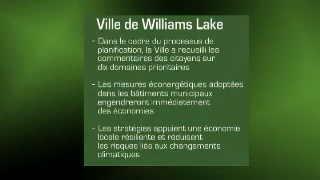 Ville de Williams Lake
- Dans le cadre du processus de
planification, la Ville a recueilli les
commentaires des citoyens sur
dix domaines prioritaires
- Les mesures éconergétiques adoptées
dans les bâtiments municipaux
engendreront immédiatement
des économies
- Les stratégies appuient une économie
locale résiliente et réduisent
les risques liés aux changements
climatiques